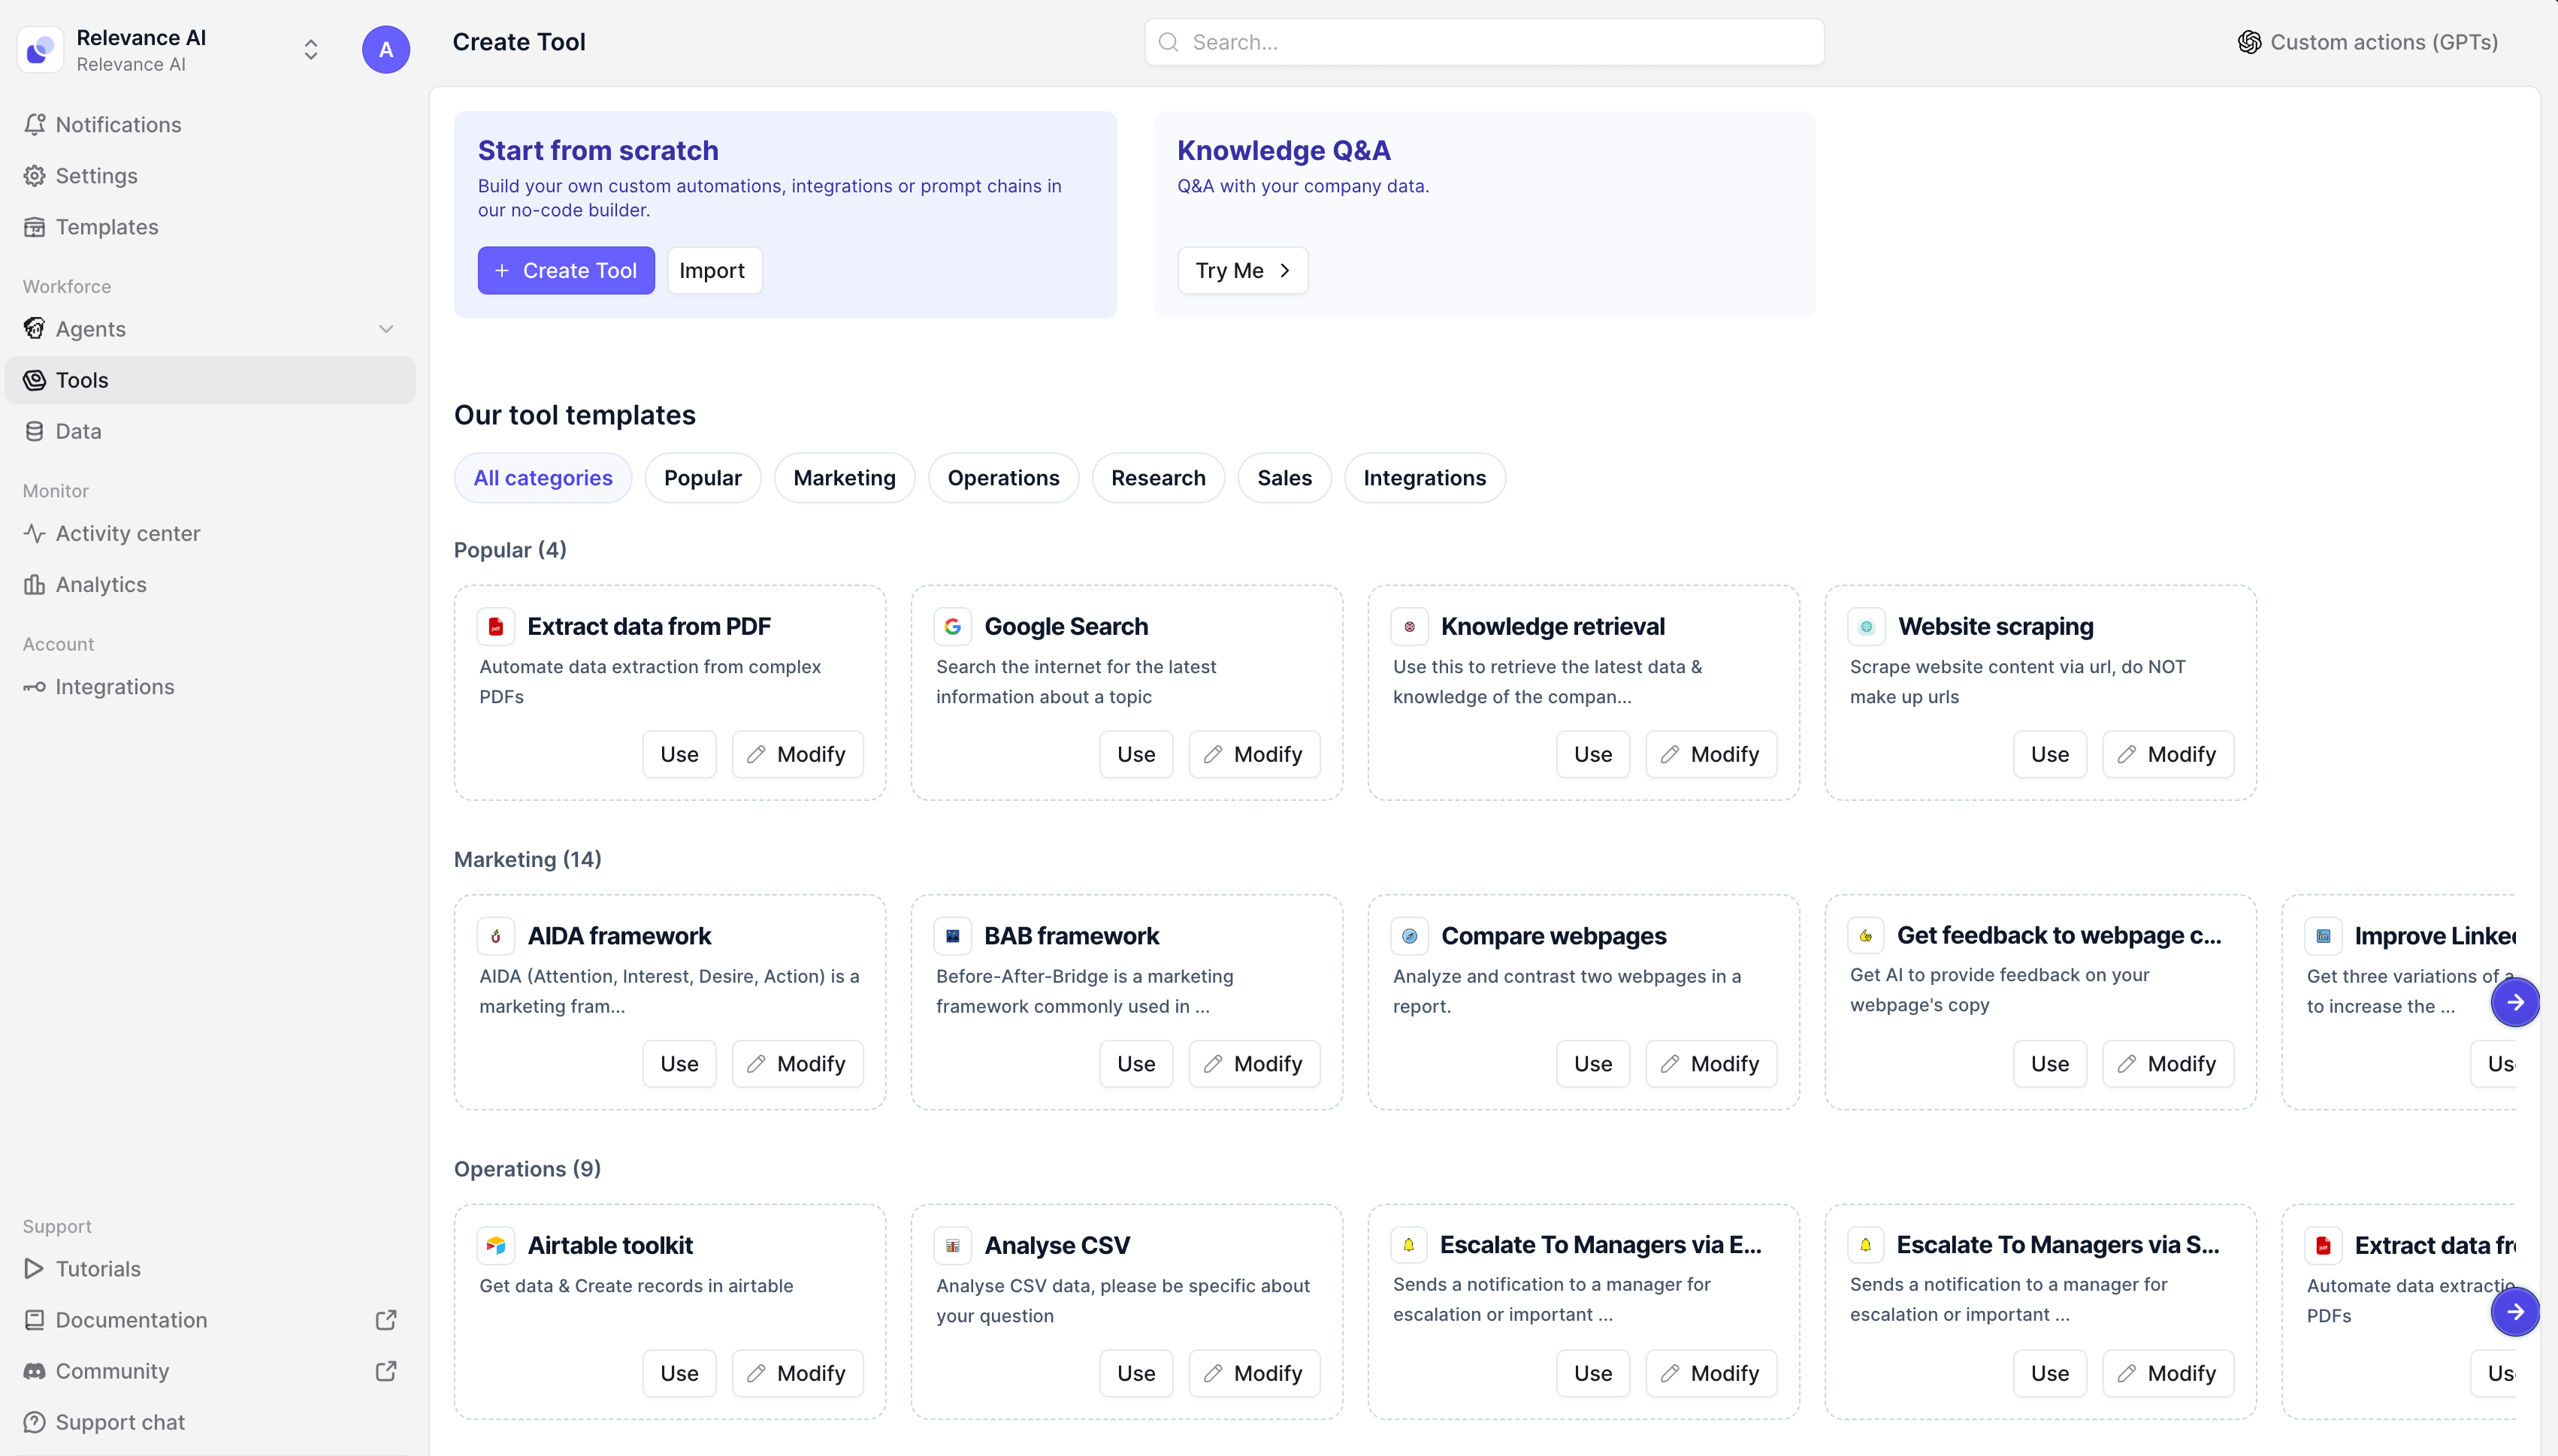 Relevance AI
Relevance AI
A
Notifications
Settings
Templates
Workforce
Agents
Tools
Data
Monitor
Activity center
Analytics
Account
Integrations
Support
Tutorials
Documentation
Community
Support chat
Create Tool
Search...
Custom actions (GPTs)
Start from scratch
Build your own custom automations, integrations or prompt chains in
our no-code builder.
+ Create Tool
Import
Knowledge Q&A
Q&A with your company data.
Try Me
Our tool templates
All categories
Popular
Marketing
Operations
Research
Sales
Integrations
Popular (4)
Extract data from PDF
Automate data extraction from complex
PDFs
Use
Modify
Google Search
Search the internet for the latest
information about a topic
Use
Modify
Knowledge retrieval
Use this to retrieve the latest data &
knowledge of the compan...
Use
Modify
Website scraping
Scrape website content via url, do NOT
make up urls
Use
Modify
Marketing (14)
AIDA framework
AIDA (Attention, Interest, Desire, Action) is a
marketing fram...
Use
Modify
BAB framework
Before-After-Bridge is a marketing
framework commonly used in ...
Use
Modify
Compare webpages
Analyze and contrast two webpages in a
report.
Use
Modify
Get feedback to webpage c...
Get AI to provide feedback on your
webpage's copy
Use
Modify
Improve Linke
Get three variations of a
to increase the ...
Us
Operations (9)
Airtable toolkit
Get data & Create records in airtable
Use
Modify
Analyse CSV
Analyse CSV data, please be specific about
your question
Use
Modify
Escalate To Managers via E...
Sends a notification to a manager for
escalation or important ...
Use
Modify
Escalate To Managers via S...
Sends a notification to a manager for
escalation or important ...
Use
Modify
Extract data fr
Automate data extractio
PDFs
Us